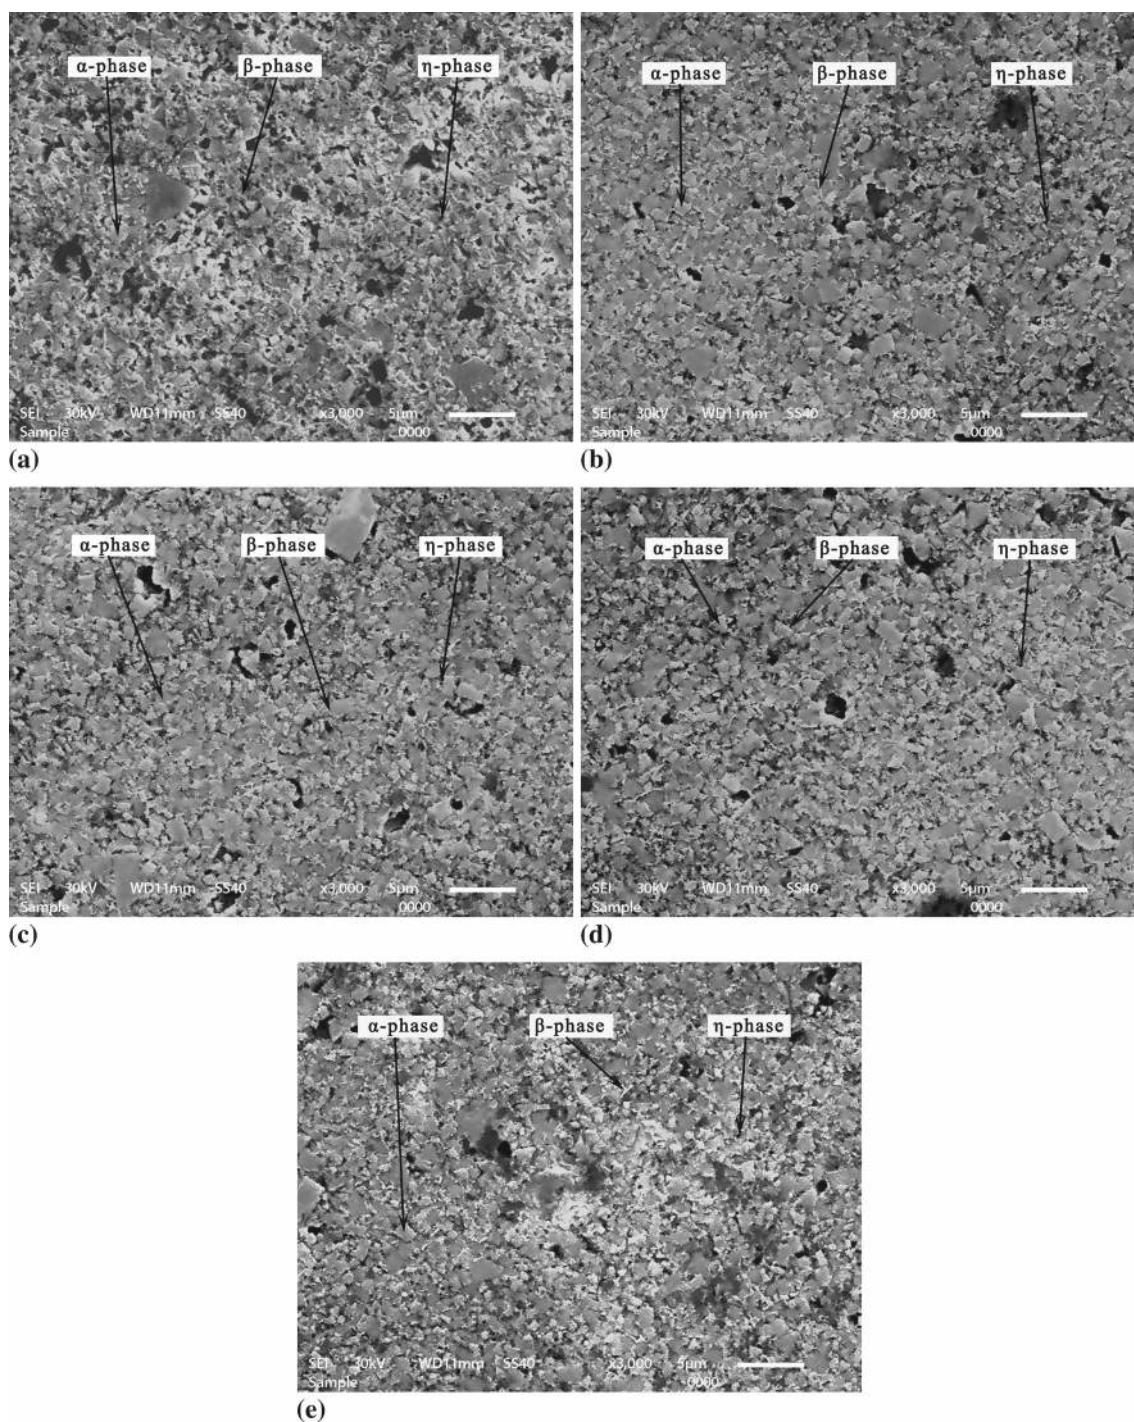 α-phase β-phase η-phase
SEI 30kV WD11mm SS40 x3,000 5μm
Sample 0000
(a)
α-phase β-phase η-phase
SEI 30kV WD11mm SS40 x3,000 5μm
Sample 0000
(b)
α-phase β-phase η-phase
SEI 30kV WD11mm SS40 x3,000 5μm
Sample 0000
(c)
α-phase β-phase η-phase
SEI 30kV WD11mm SS40 x3,000 5μm
Sample 0000
(d)
α-phase β-phase η-phase
SEI 30kV WD11mm SS40 x3,000 5μm
Sample 0000
(e)